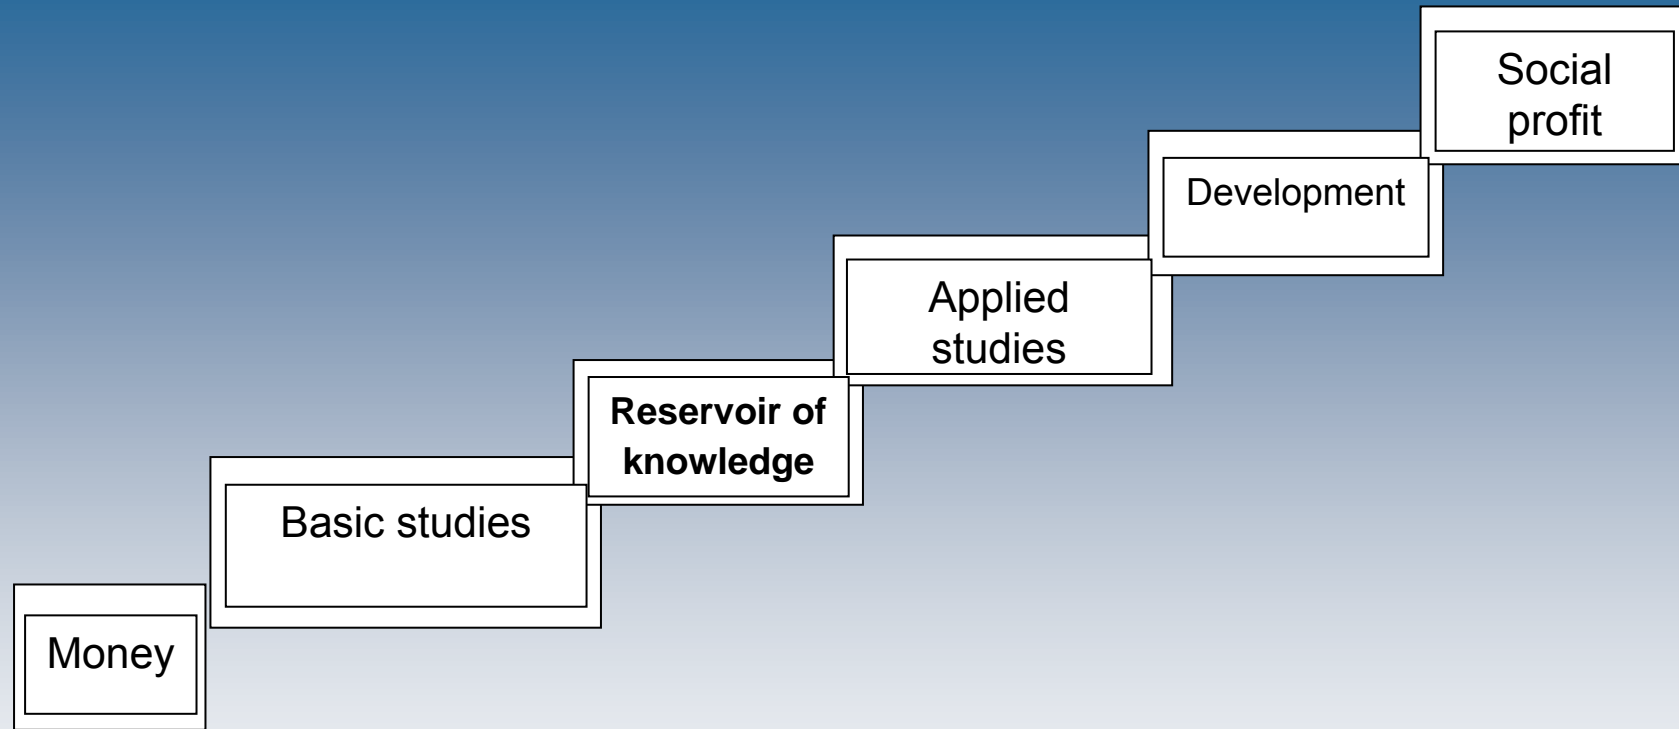 Social
profit
Development
Applied
studies
Reservoir of
knowledge
Basic studies
Money